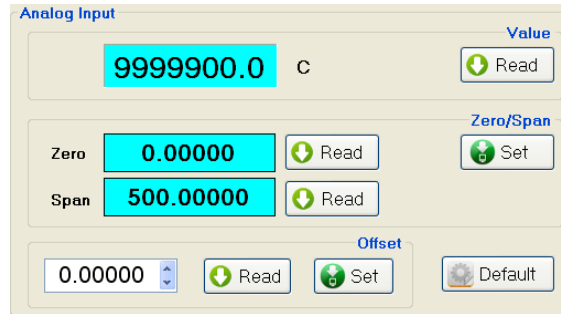 Analog Input
Value
9999900.0 C Read
Zero/Span
Zero 0.00000 Read Set
Span 500.00000 Read
Offset
0.00000 Read Set Default